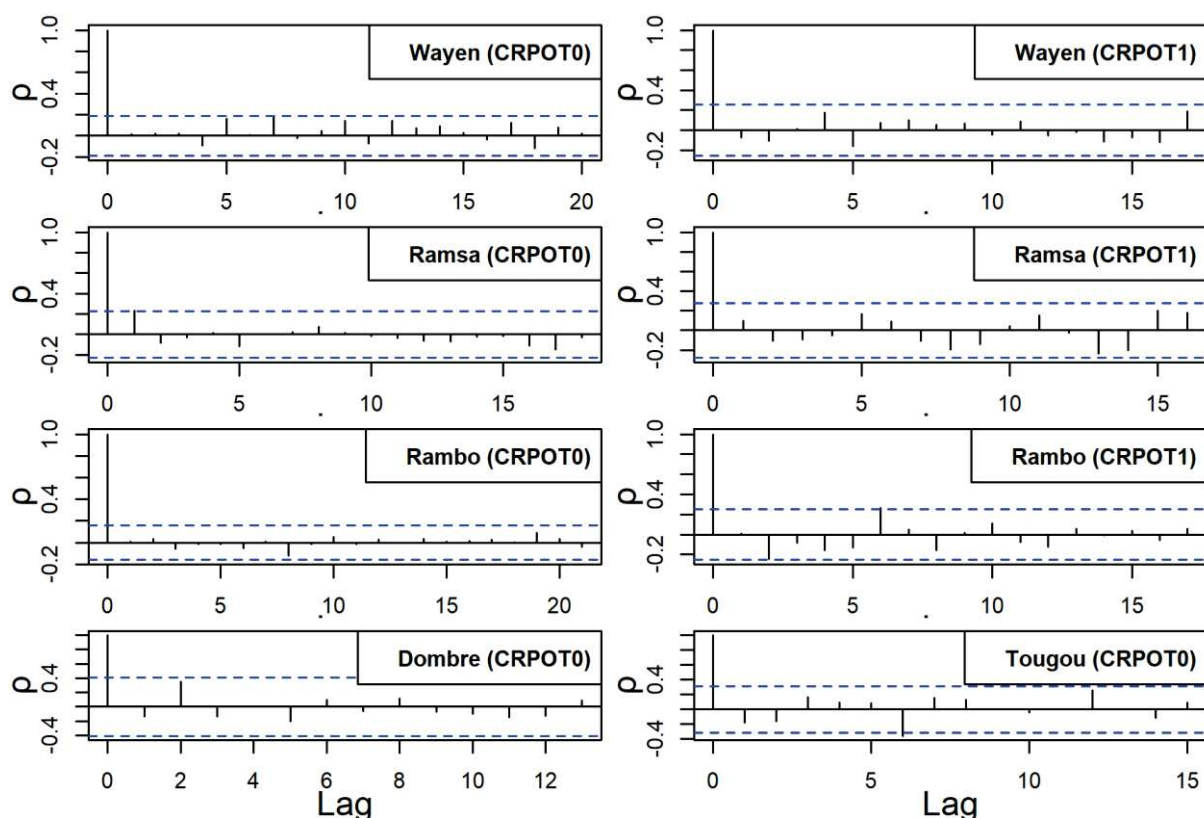 ρ
1.0
0.4
-0.2
Wayen (CRPOT0)
0 5 10 15 20
1.0
0.4
-0.2
ρ
Wayen (CRPOT1)
0 5 10 15
ρ
1.0
0.4
-0.2
Ramsa (CRPOT0)
0 5 10 15
ρ
1.0
0.4
-0.2
Ramsa (CRPOT1)
0 5 10 15
ρ
1.0
0.4
-0.2
Rambo (CRPOT0)
0 5 10 15 20
ρ
1.0
0.4
-0.2
Rambo (CRPOT1)
0 5 10 15
ρ
0.4
-0.4
Dombre (CRPOT0)
0 2 4 6 8 10 12
Lag
ρ
0.4
-0.4
Tougou (CRPOT0)
0 5 10 15
Lag